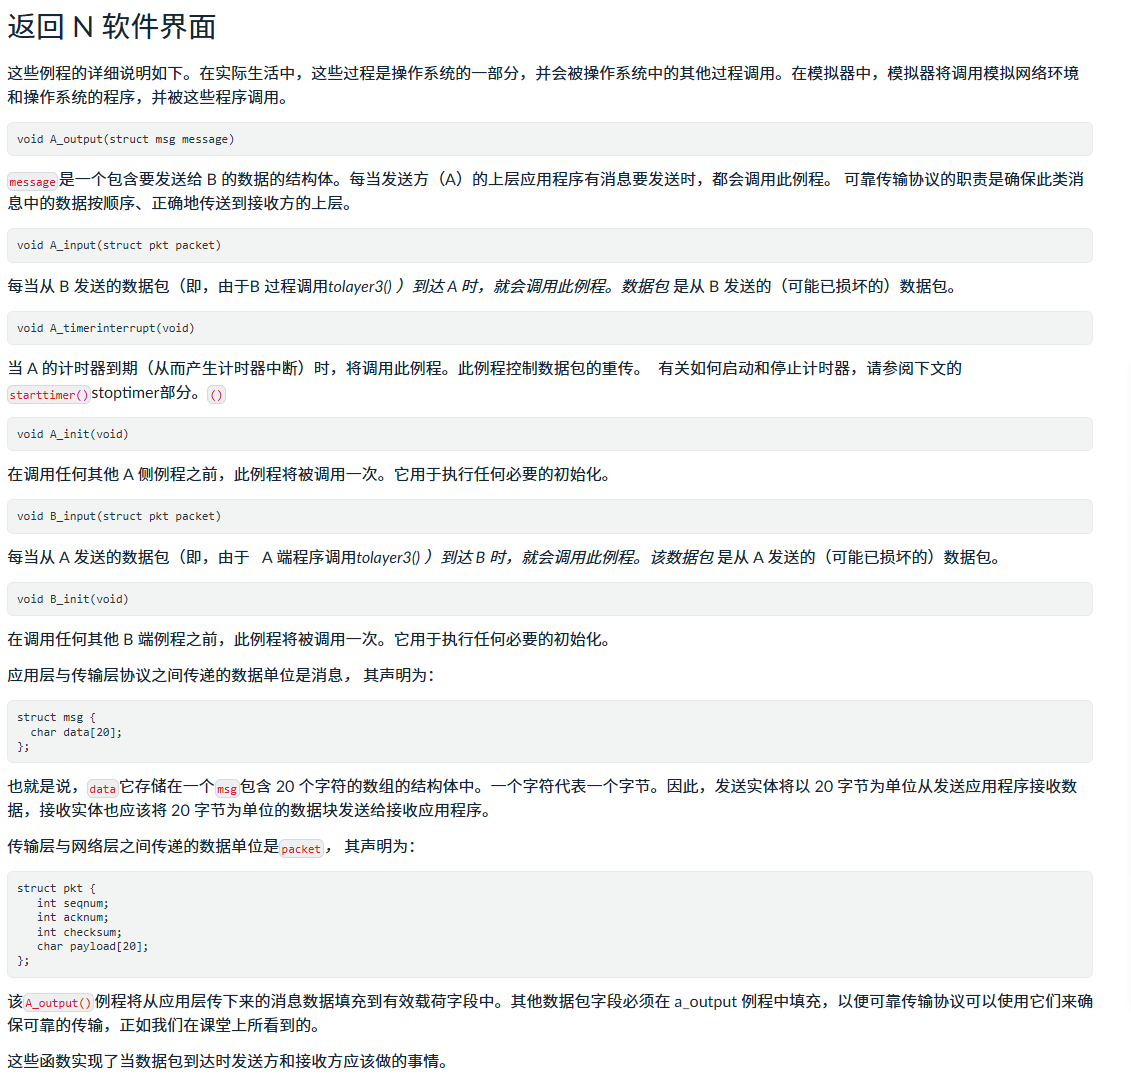 返回 N 软件界面
这些例程的详细说明如下。在实际生活中，这些过程是操作系统的一部分，并会被操作系统中的其他过程调用。在模拟器中，模拟器将调用模拟网络环境
和操作系统的程序，并被这些程序调用。
void A_output(struct msg message)
message是一个包含要发送给 B 的数据的结构体。每当发送方（A）的上层应用程序有消息要发送时，都会调用此例程。 可靠传输协议的职责是确保此类消
息中的数据按顺序、正确地传送到接收方的上层。
void A_input(struct pkt packet)
每当从 B 发送的数据包（即，由于B 过程调用tolayer3() ）到达 A 时，就会调用此例程。数据包 是从 B 发送的（可能已损坏的）数据包。
void A_timerinterrupt(void)
当 A 的计时器到期（从而产生计时器中断）时，将调用此例程。此例程控制数据包的重传。 有关如何启动和停止计时器，请参阅下文的
starttimer()stoptimer部分。()
void A_init(void)
在调用任何其他 A 侧例程之前，此例程将被调用一次。它用于执行任何必要的初始化。
void B_input(struct pkt packet)
每当从 A 发送的数据包（即，由于 A 端程序调用tolayer3() ）到达 B 时，就会调用此例程。该数据包 是从 A 发送的（可能已损坏的）数据包。
void B_init(void)
在调用任何其他 B 端例程之前，此例程将被调用一次。它用于执行任何必要的初始化。
应用层与传输层协议之间传递的数据单位是消息， 其声明为：
struct msg {
  char data[20];
};
也就是说，data它存储在一个msg包含 20 个字符的数组的结构体中。一个字符代表一个字节。因此，发送实体将以 20 字节为单位从发送应用程序接收数
据，接收实体也应该将 20 字节为单位的数据块发送给接收应用程序。
传输层与网络层之间传递的数据单位是packet， 其声明为：
struct pkt {
   int seqnum;
   int acknum;
   int checksum;
   char payload[20];
};
该A_output()例程将从应用层传下来的消息数据填充到有效载荷字段中。其他数据包字段必须在 a_output 例程中填充，以便可靠传输协议可以使用它们来确
保可靠的传输，正如我们在课堂上所看到的。
这些函数实现了当数据包到达时发送方和接收方应该做的事情。